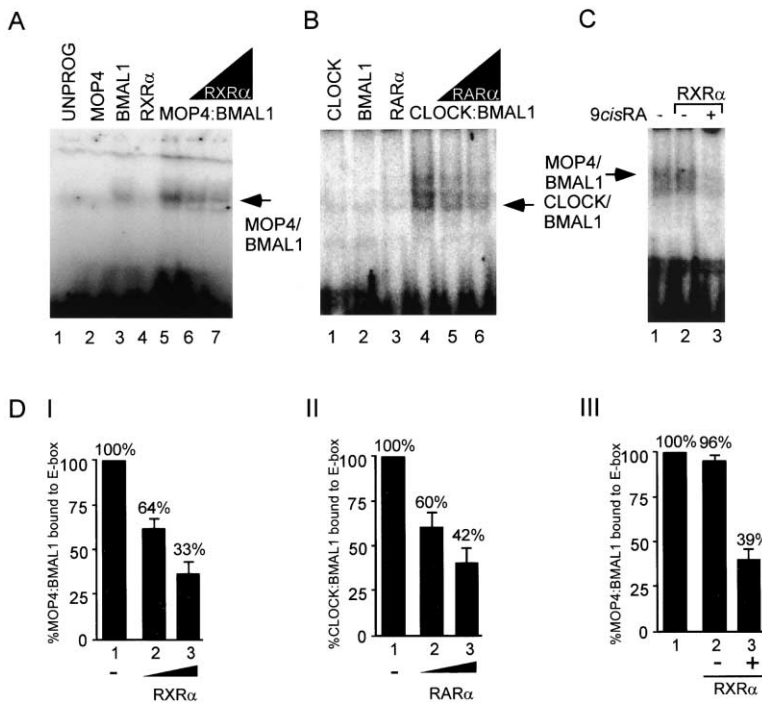 A
UNPROG
MOP4
BMAL1
RXRα
RXRα
MOP4:BMAL1
MOP4/
BMAL1
1 2 3 4 5 6 7
B
CLOCK
BMAL1
RARα
RARα
CLOCK:BMAL1
CLOCK/
BMAL1
1 2 3 4 5 6
C
RXRα
9cisRA - - +
MOP4/
BMAL1
1 2 3
D
I
%MOP4:BMAL1 bound to E-box
100
75
50
25
0
100%
64%
33%
1 2 3
-
RXRα
II
%CLOCK:BMAL1 bound to E-box
100
75
50
25
0
100%
60%
42%
1 2 3
-
RARα
III
%MOP4:BMAL1 bound to E-box
100
75
50
25
0
100%
96%
39%
1 2 3
- +
RXRα